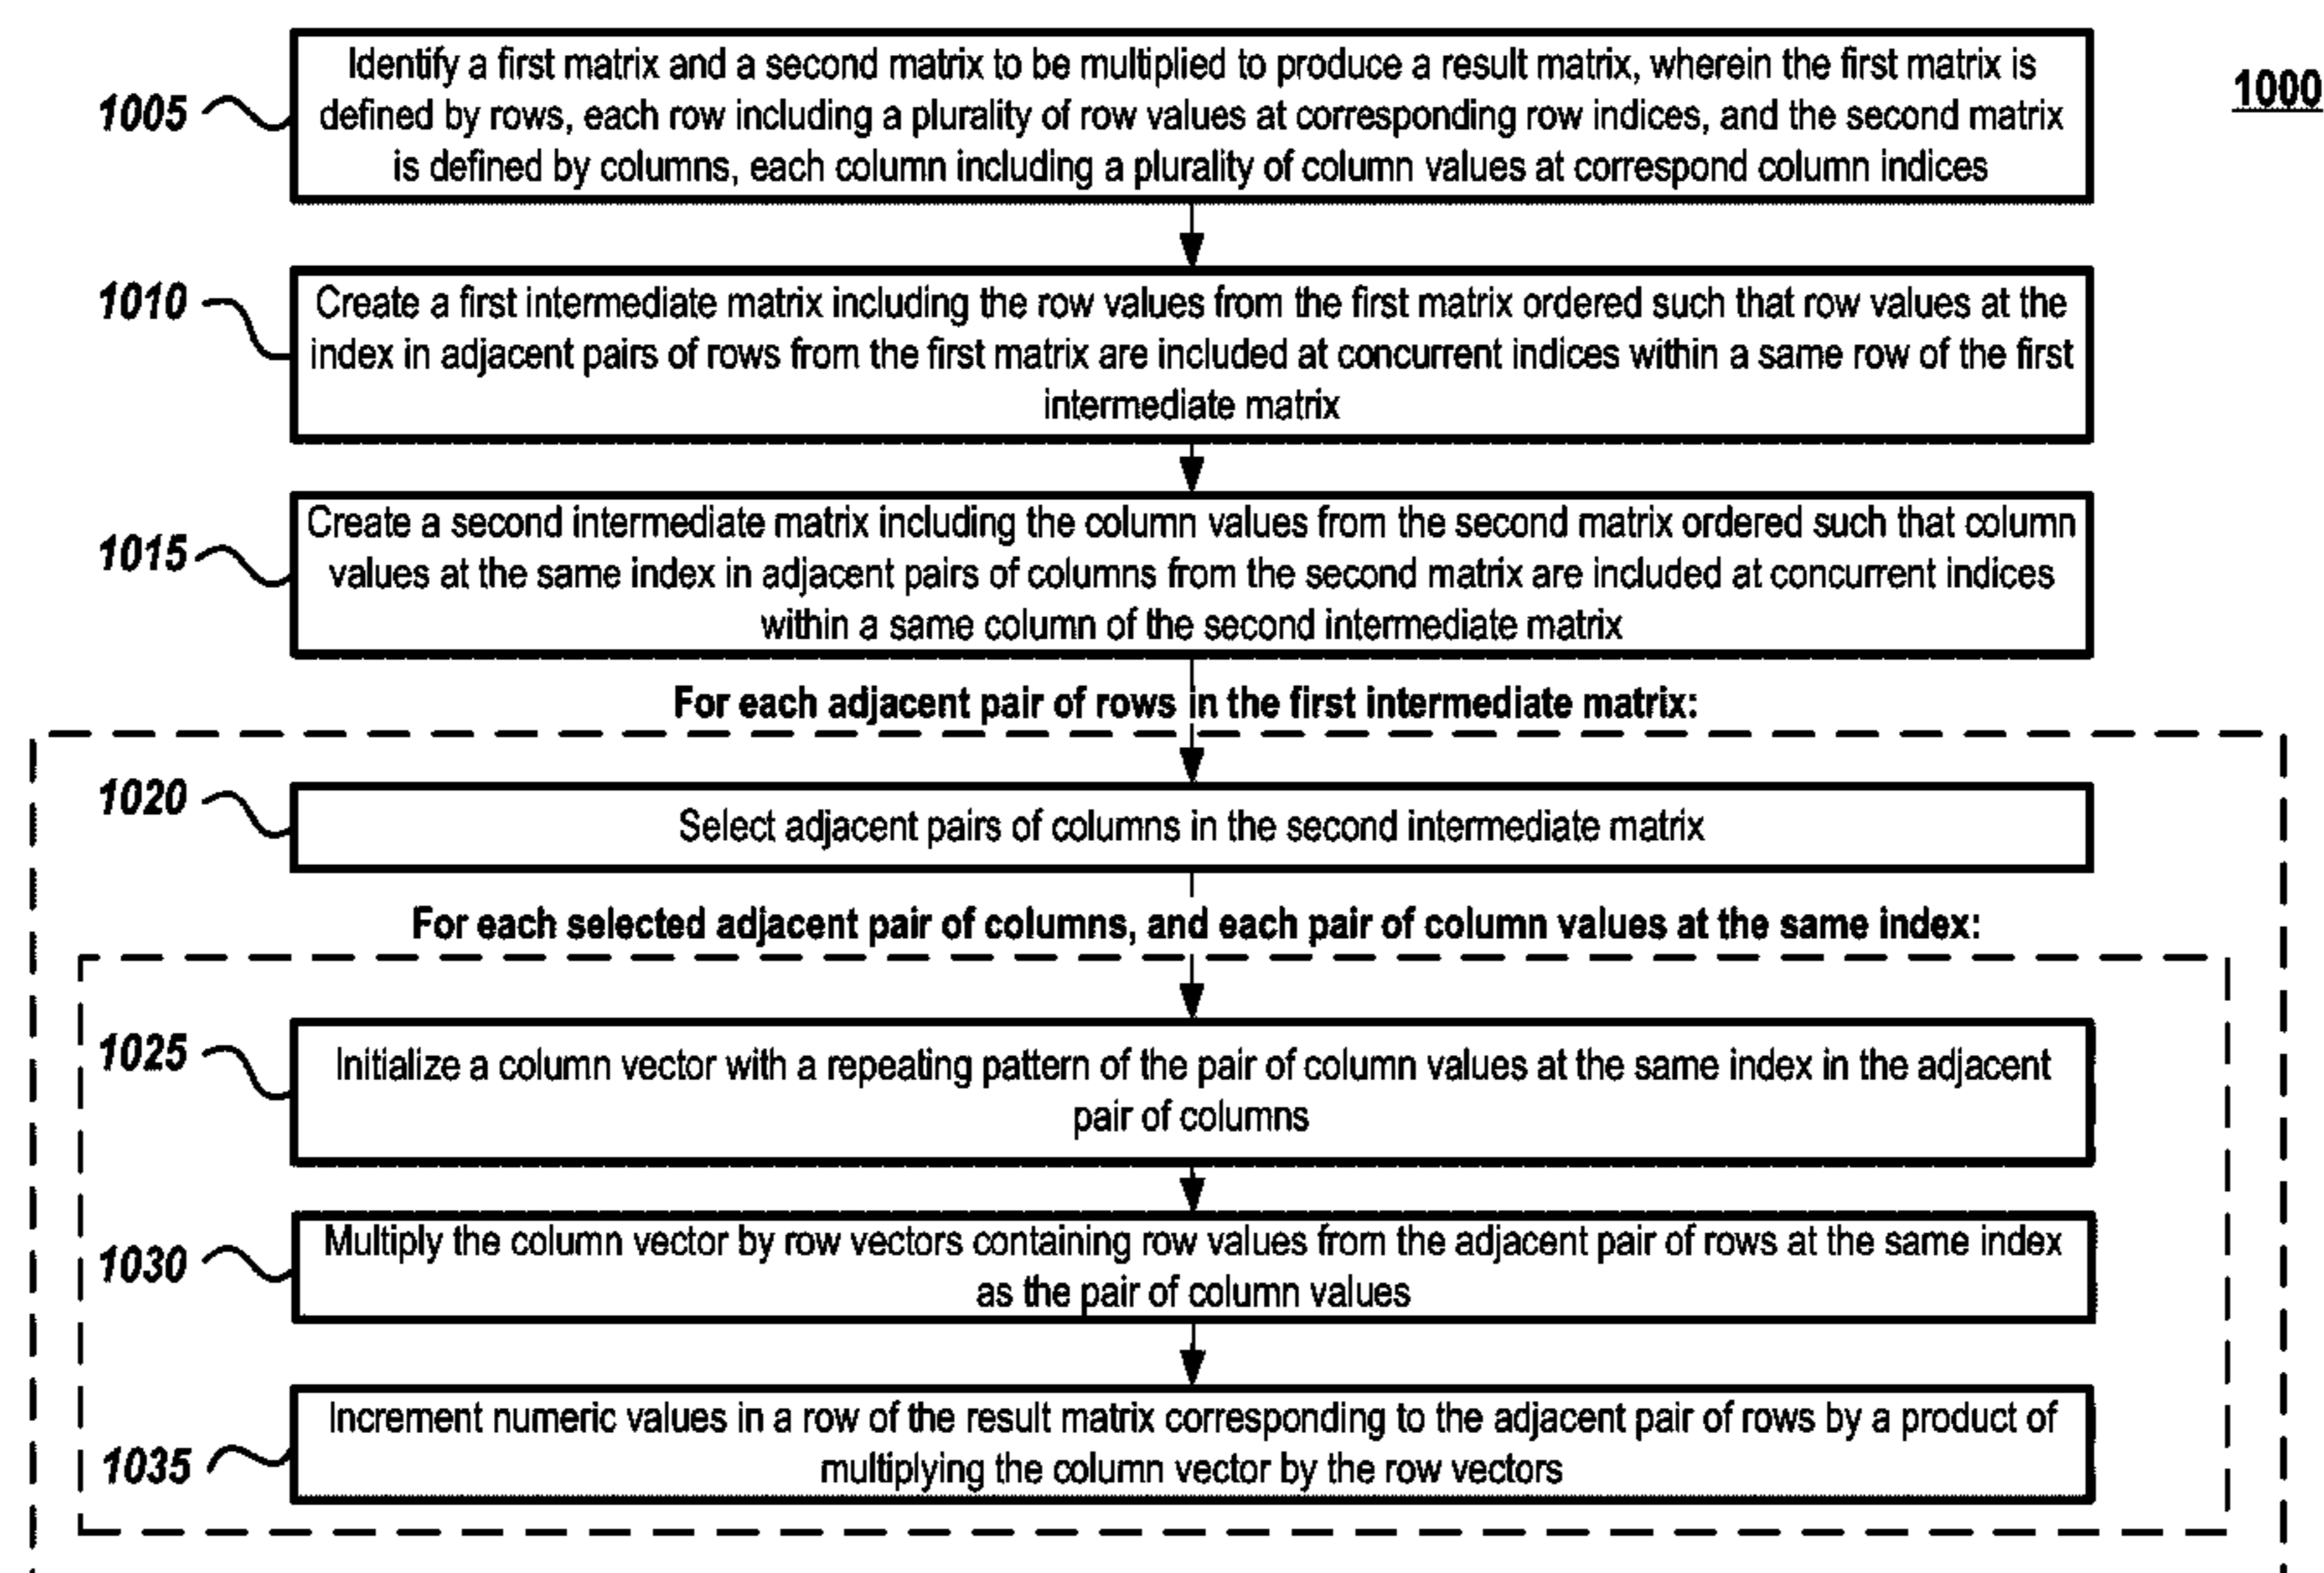 1000
1005
Identify a first matrix and a second matrix to be multiplied to produce a result matrix, wherein the first matrix is
defined by rows, each row including a plurality of row values at corresponding row indices, and the second matrix
is defined by columns, each column including a plurality of column values at correspond column indices
1010
Create a first intermediate matrix including the row values from the first matrix ordered such that row values at the
index in adjacent pairs of rows from the first matrix are included at concurrent indices within a same row of the first
intermediate matrix
1015
Create a second intermediate matrix including the column values from the second matrix ordered such that column
values at the same index in adjacent pairs of columns from the second matrix are included at concurrent indices
within a same column of the second intermediate matrix
For each adjacent pair of rows in the first intermediate matrix:
1020
Select adjacent pairs of columns in the second intermediate matrix
For each selected adjacent pair of columns, and each pair of column values at the same index:
1025
Initialize a column vector with a repeating pattern of the pair of column values at the same index in the adjacent
pair of columns
1030
Multiply the column vector by row vectors containing row values from the adjacent pair of rows at the same index
as the pair of column values
1035
Increment numeric values in a row of the result matrix corresponding to the adjacent pair of rows by a product of
multiplying the column vector by the row vectors